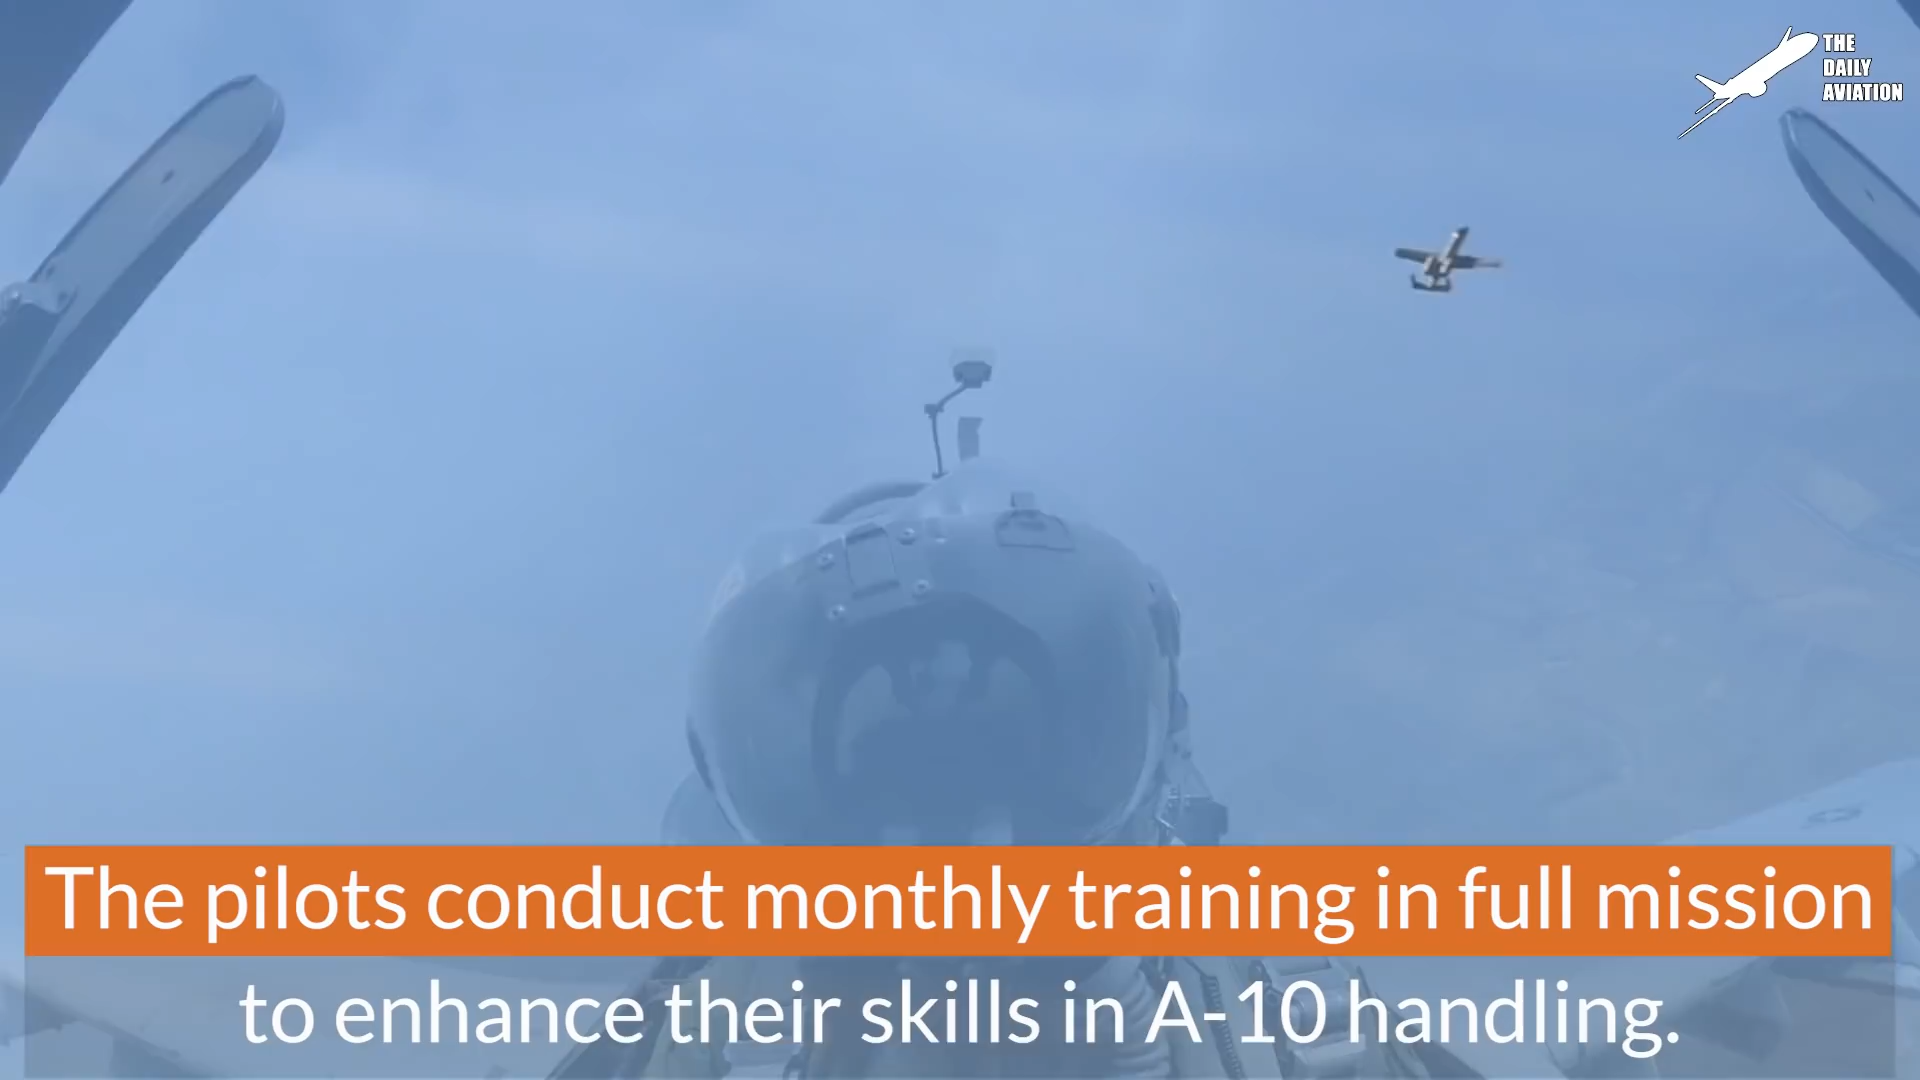 THE
DAILY
AVIATION
The pilots conduct monthly training in full mission
to enhance their skills in A-10 handling.